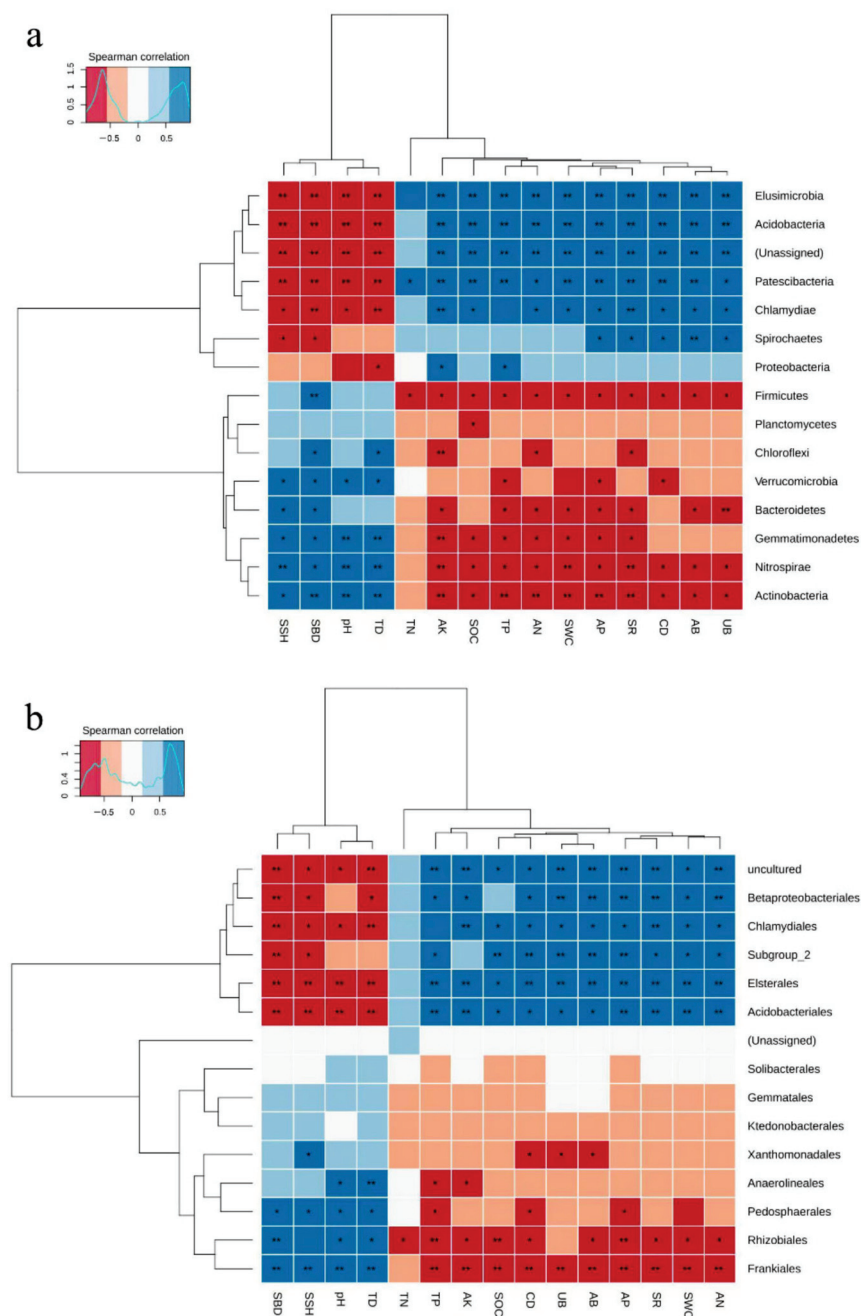 a
Spearman correlation
1.5
1
0.5
0
−0.5 0 0.5
Elusimicrobia
Acidobacteria
(Unassigned)
Patescibacteria
Chlamydiae
Spirochaetes
Proteobacteria
Firmicutes
Planctomycetes
Chloroflexi
Verrucomicrobia
Bacteroidetes
Gemmatimonadetes
Nitrospirae
Actinobacteria
SSH SBD pH TD TN AK SOC TP AN SWC AP SR CD AB UB
b
Spearman correlation
1
0.4
0
−0.5 0 0.5
uncultured
Betaproteobacteriales
Chlamydiales
Subgroup_2
Elsterales
Acidobacteriales
(Unassigned)
Solibacterales
Gemmatales
Ktedonobacterales
Xanthomonadales
Anaerolineales
Pedosphaerales
Rhizobiales
Frankiales
SBD SSH pH TD TN TP AK SOC CD UB AB AP SR SWC AN